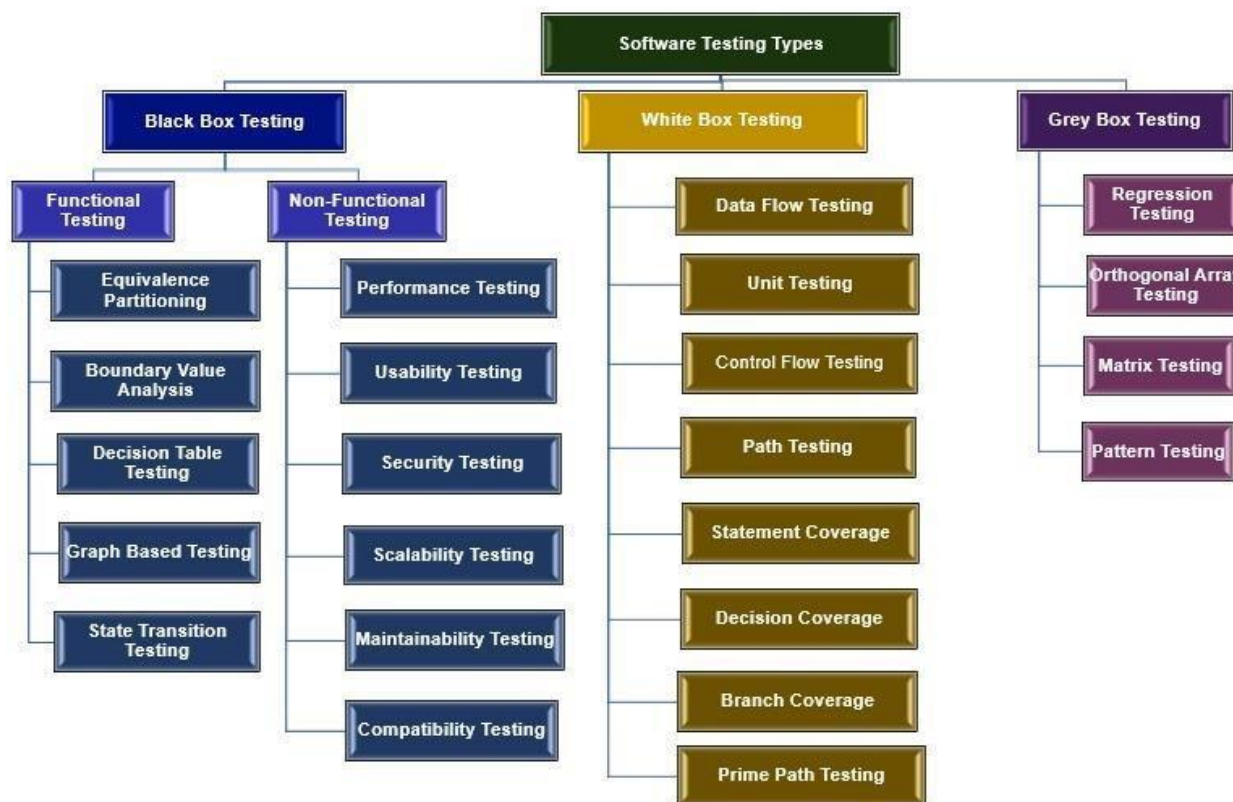 Software Testing Types
Black Box Testing
White Box Testing
Grey Box Testing
Functional
Testing
Non-Functional
Testing
Equivalence
Partitioning
Boundary Value
Analysis
Decision Table
Testing
Graph Based Testing
State Transition
Testing
Performance Testing
Usability Testing
Security Testing
Scalability Testing
Maintainability Testing
Compatibility Testing
Data Flow Testing
Unit Testing
Control Flow Testing
Path Testing
Statement Coverage
Decision Coverage
Branch Coverage
Prime Path Testing
Regression
Testing
Orthogonal Array
Testing
Matrix Testing
Pattern Testing